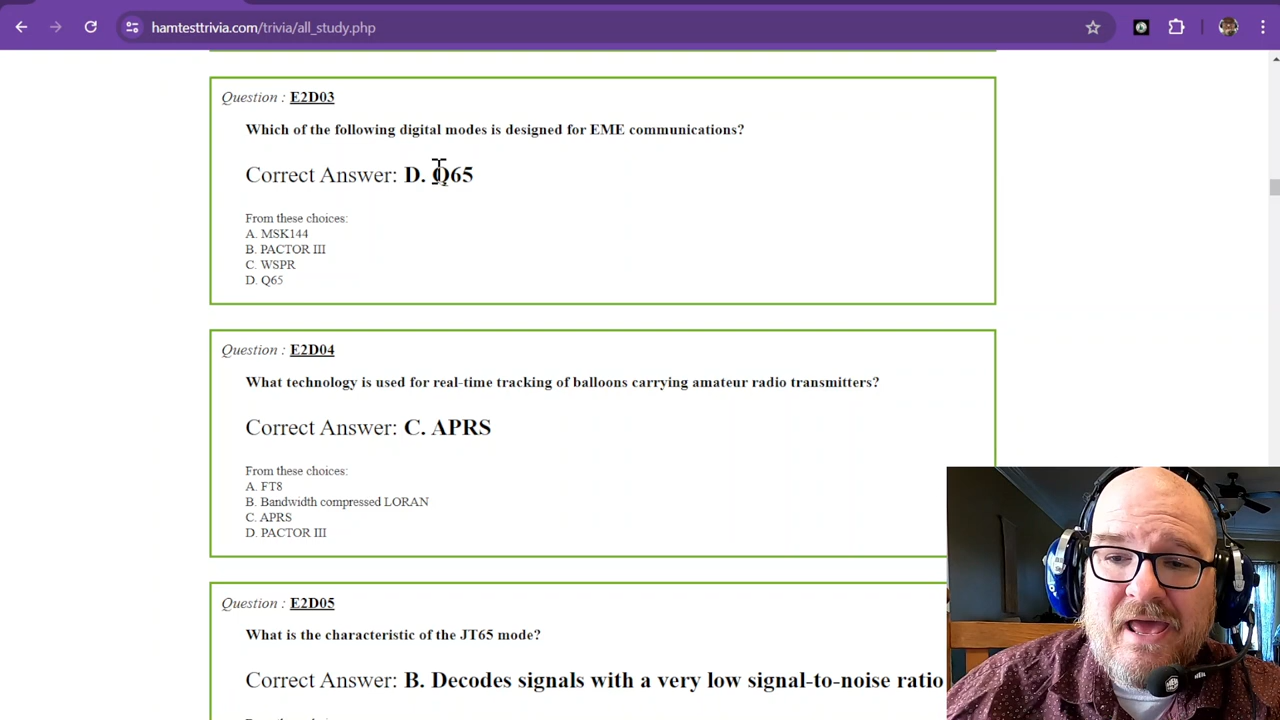 hamtesttrivia.com/trivia/all_study.php
Question : E2D03
Which of the following digital modes is designed for EME communications?
Correct Answer: D. Q65
From these choices:
A. MSK144
B. PACTOR III
C. WSPR
D. Q65
Question : E2D04
What technology is used for real-time tracking of balloons carrying amateur radio transmitters?
Correct Answer: C. APRS
From these choices:
A. FT8
B. Bandwidth compressed LORAN
C. APRS
D. PACTOR III
Question : E2D05
What is the characteristic of the JT65 mode?
Correct Answer: B. Decodes signals with a very low signal-to-noise ratio